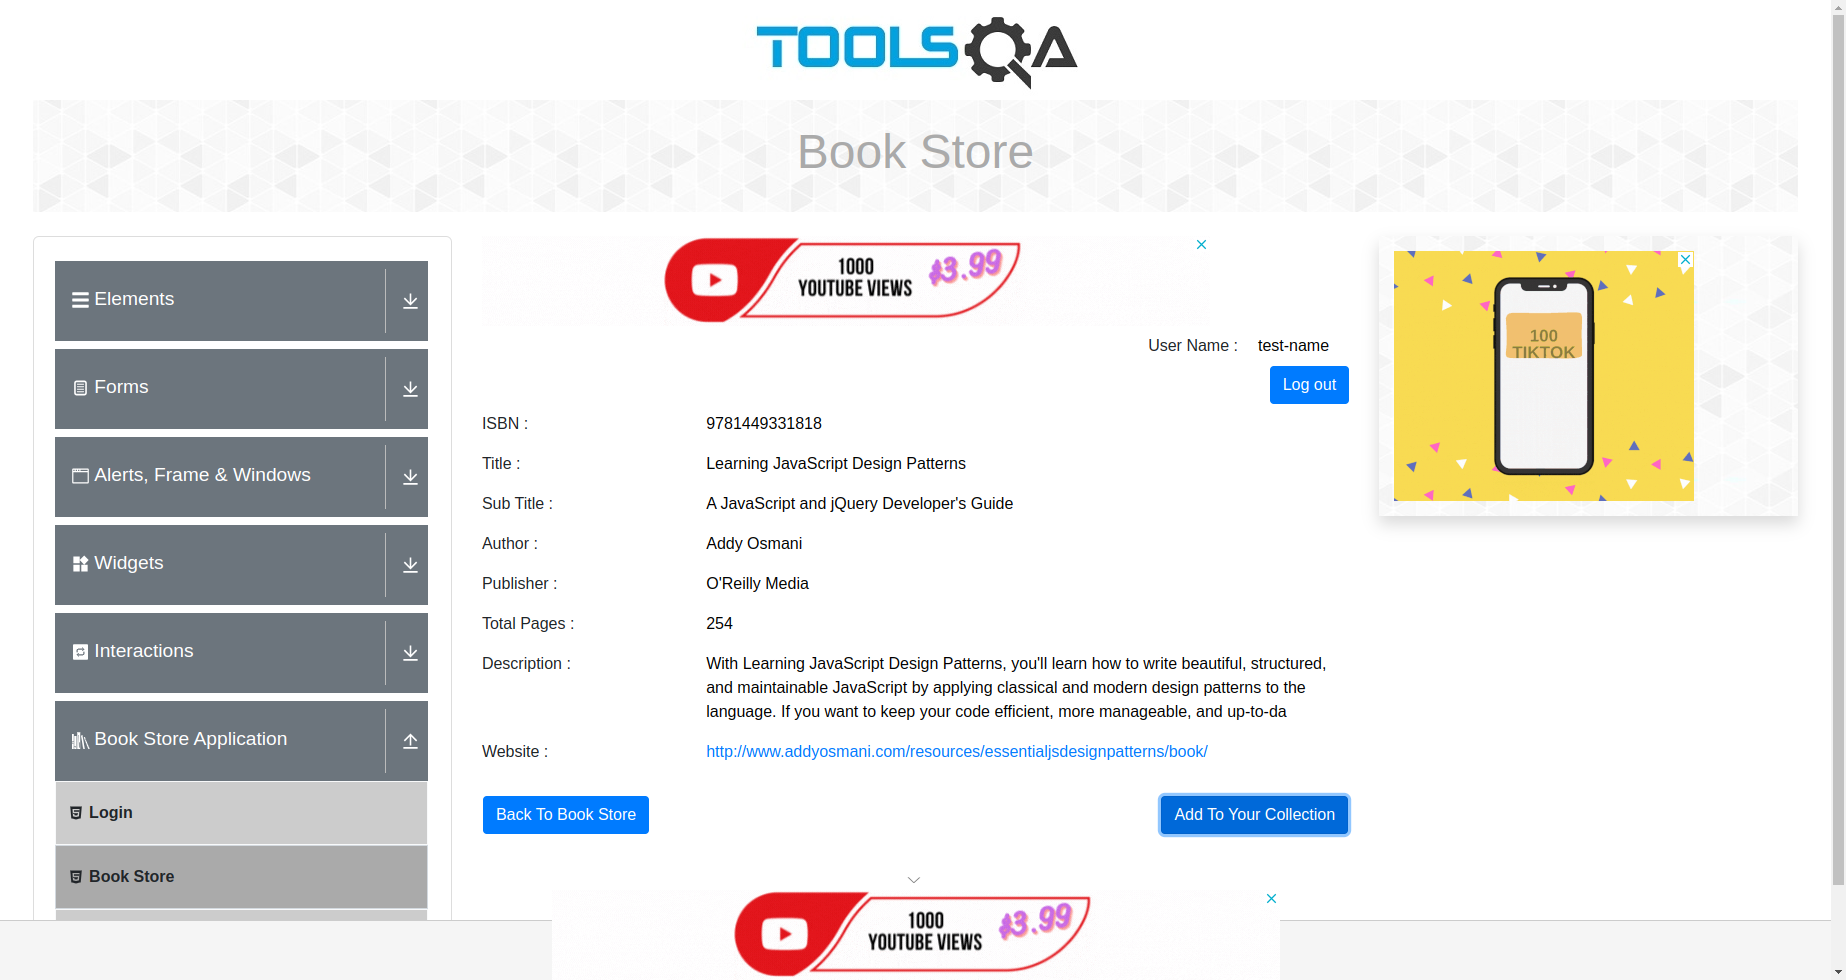 TOOLSQA
Book Store
Elements
Forms
Alerts, Frame & Windows
Widgets
Interactions
Book Store Application
Login
Book Store
1000
YOUTUBE VIEWS
$3.99
User Name :
test-name
Log out
ISBN :
9781449331818
Title :
Learning JavaScript Design Patterns
Sub Title :
A JavaScript and jQuery Developer's Guide
Author :
Addy Osmani
Publisher :
O'Reilly Media
Total Pages :
254
Description :
With Learning JavaScript Design Patterns, you'll learn how to write beautiful, structured,
and maintainable JavaScript by applying classical and modern design patterns to the
language. If you want to keep your code efficient, more manageable, and up-to-da
Website :
http://www.addyosmani.com/resources/essentialjsdesignpatterns/book/
Back To Book Store
Add To Your Collection
100
TIKTOK
1000
YOUTUBE VIEWS
$3.99